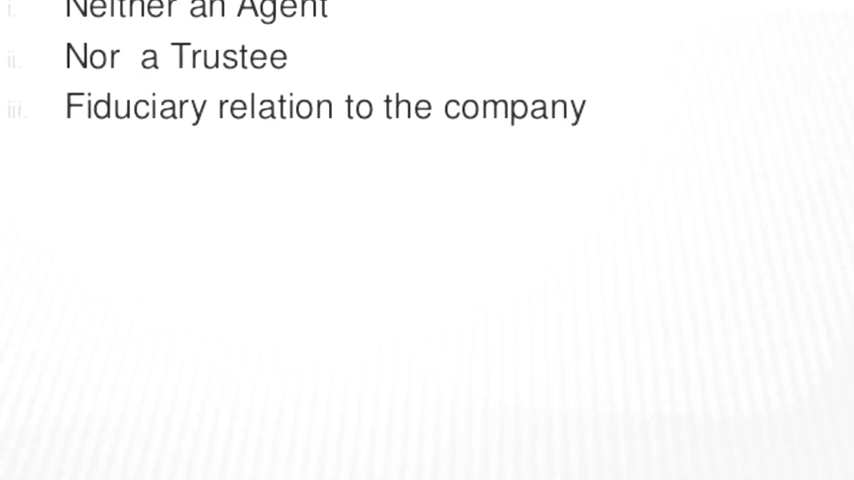 i. Neither an Agent
ii. Nor a Trustee
iii. Fiduciary relation to the company